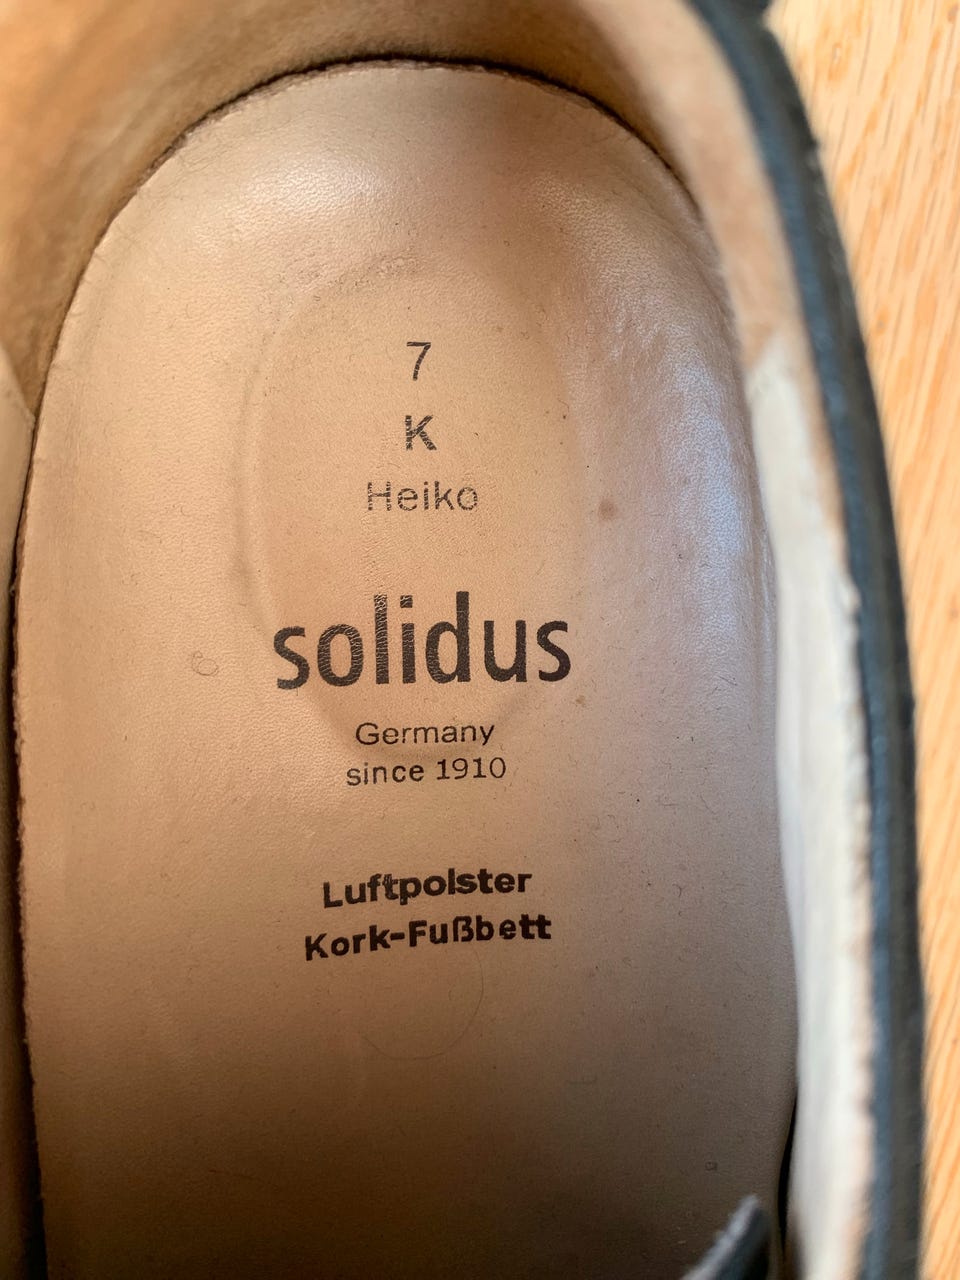 7
K
Heiko
solidus
Germany
since 1910
Luftpolster
Kork-Fußbett